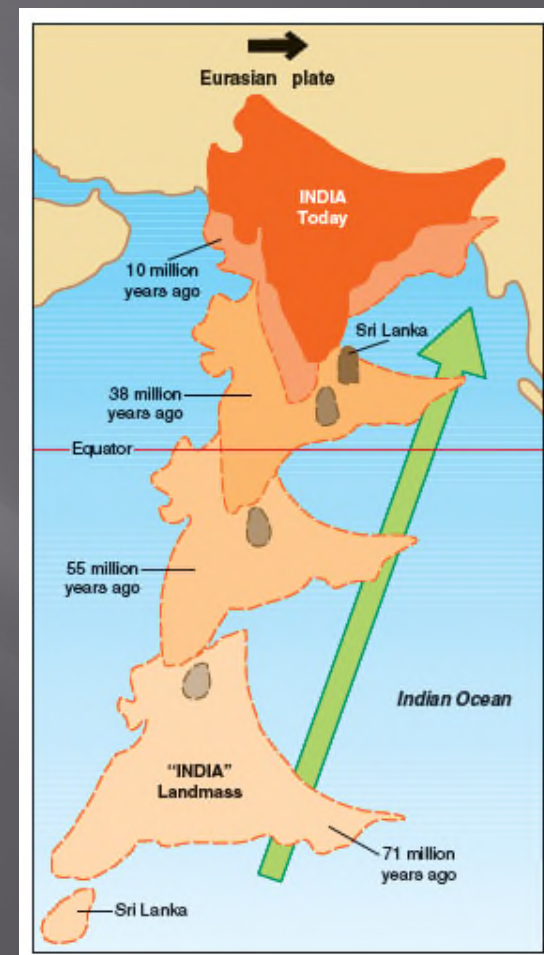 Eurasian plate
INDIA
Today
10 million
years ago
Sri Lanka
38 million
years ago
Equator
55 million
years ago
Indian Ocean
"INDIA"
Landmass
71 million
years ago
Sri Lanka